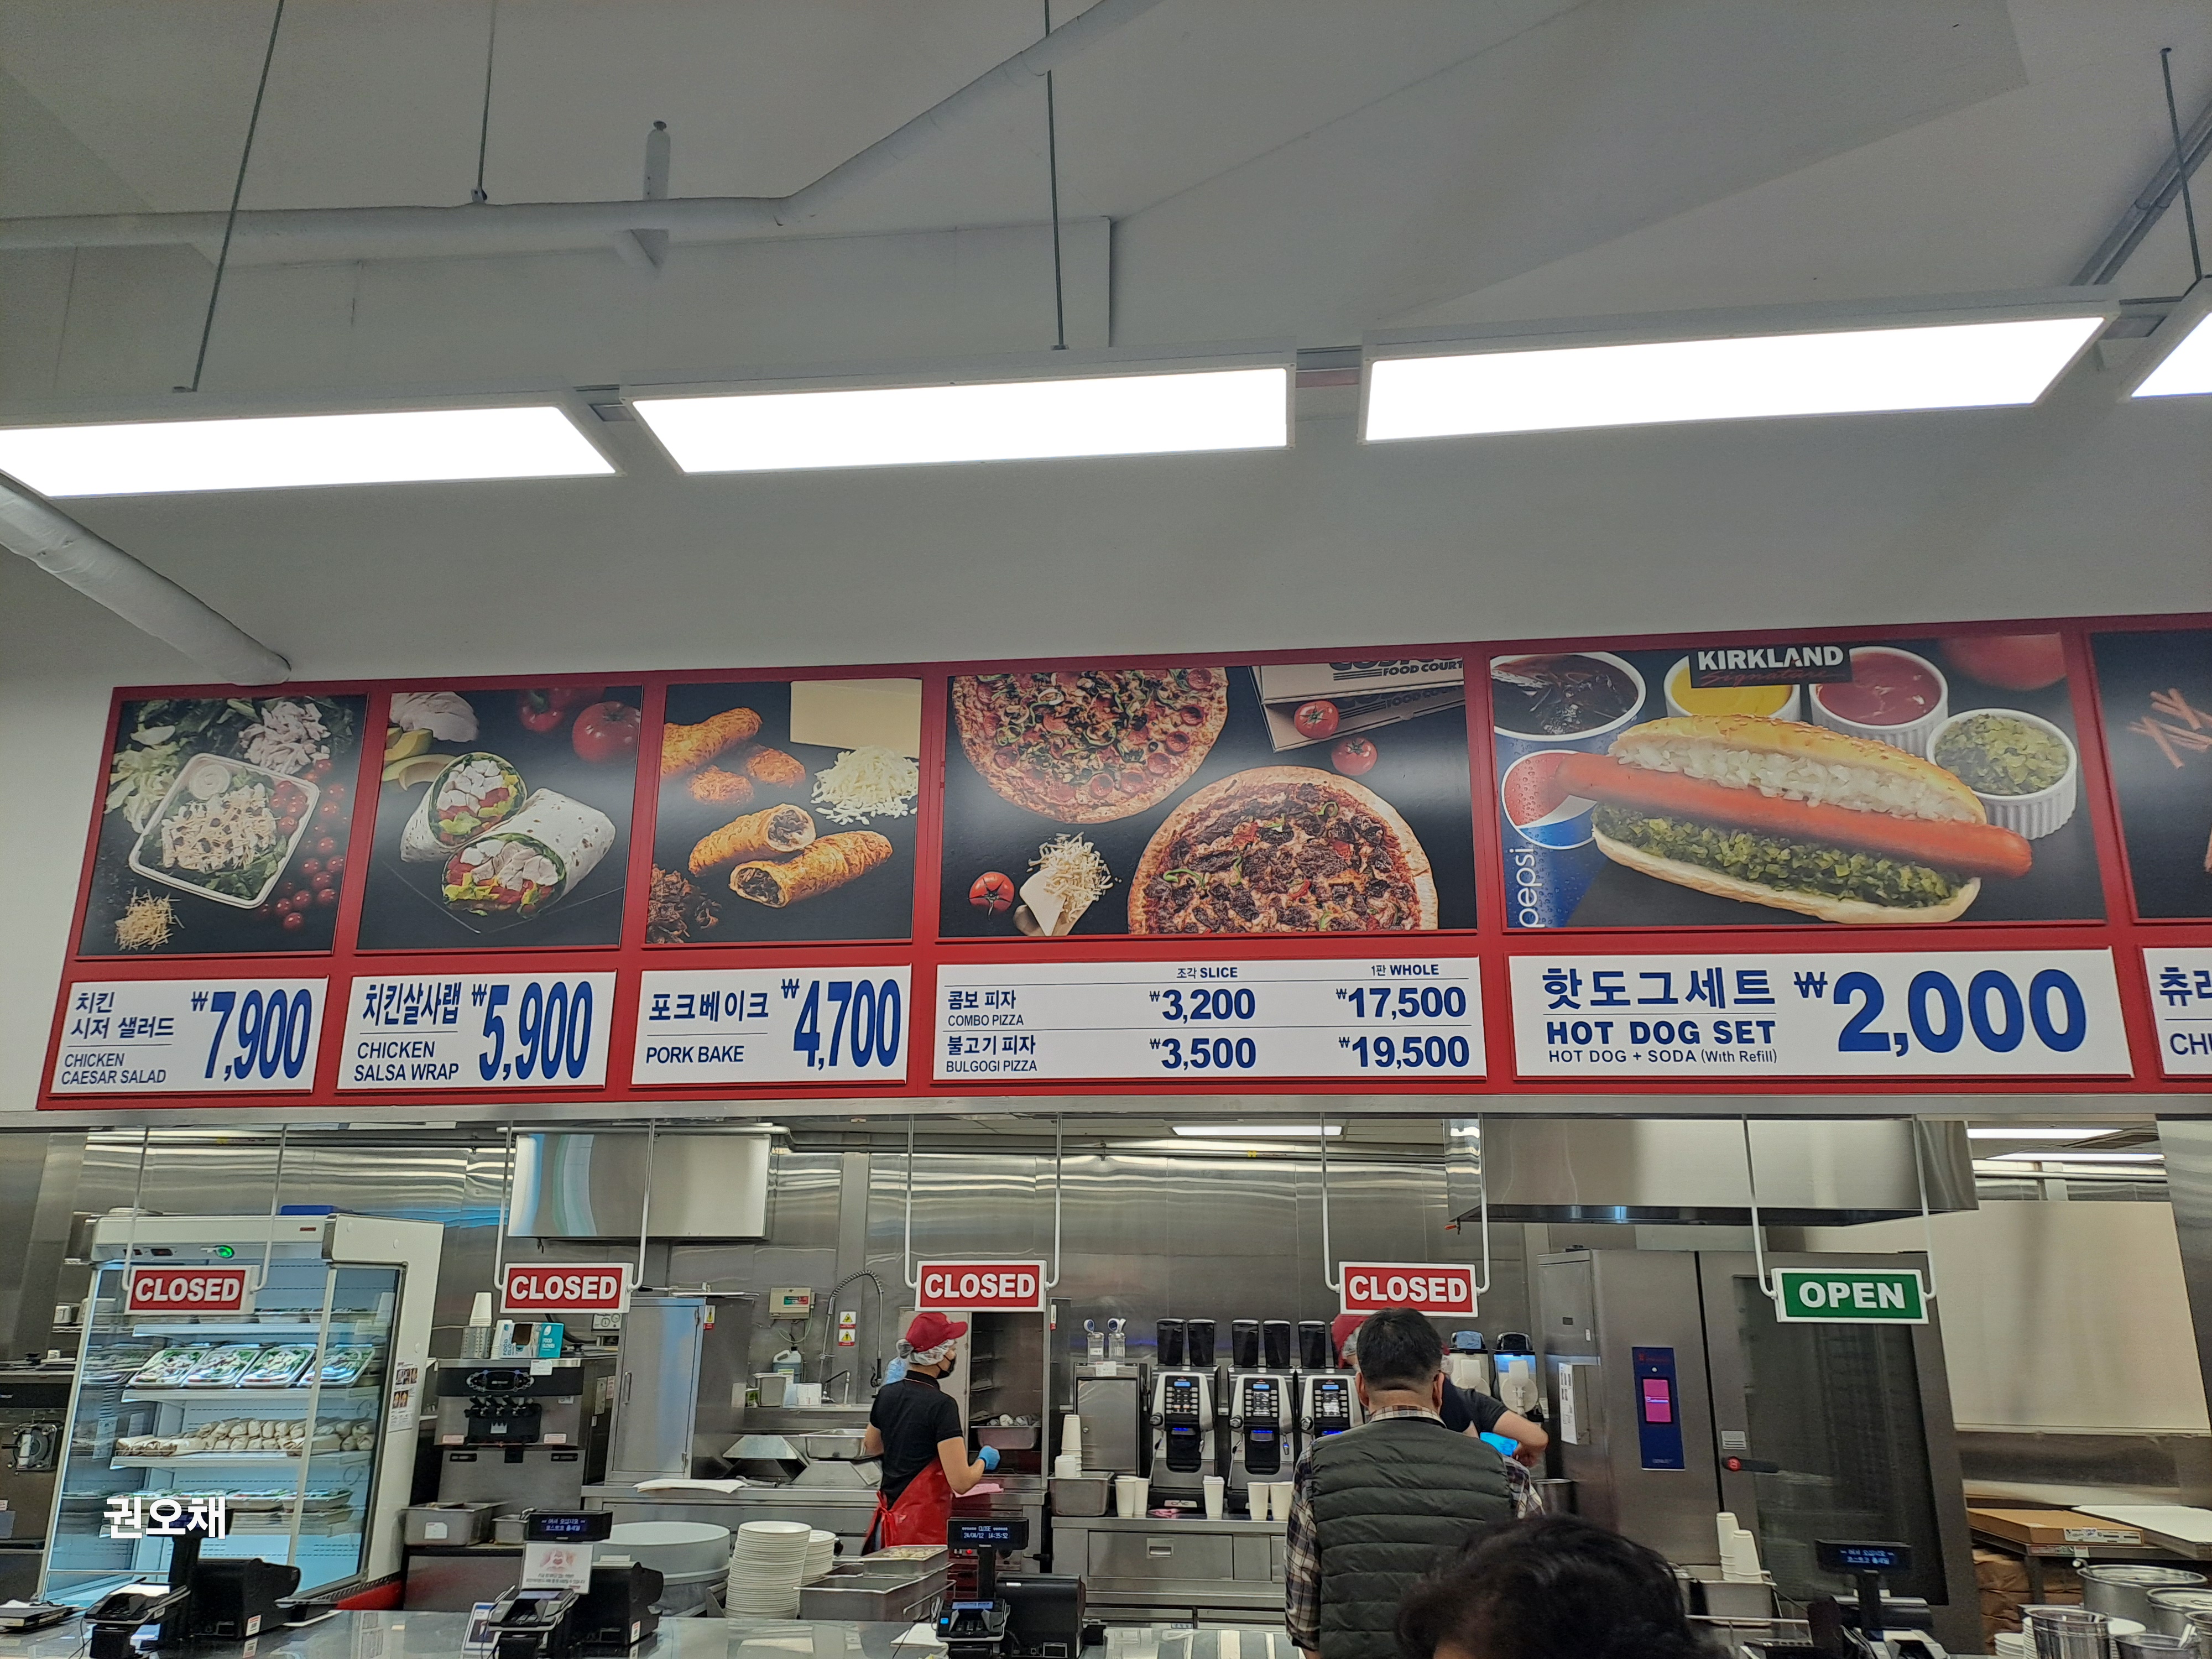 FOOD COURT
FOOD COURT
KIRKLAND
Signature
pepsi
치킨
시저 샐러드
CHICKEN
CAESAR SALAD
₩7,900
치킨살사랩
CHICKEN
SALSA WRAP
₩5,900
포크베이크
PORK BAKE
₩4,700
조각 SLICE
1판 WHOLE
콤보 피자
COMBO PIZZA
₩3,200
₩17,500
불고기 피자
BULGOGI PIZZA
₩3,500
₩19,500
핫도그세트
HOT DOG SET
HOT DOG + SODA (With Refill)
₩2,000
CLOSED
CLOSED
CLOSED
CLOSED
OPEN
권오채